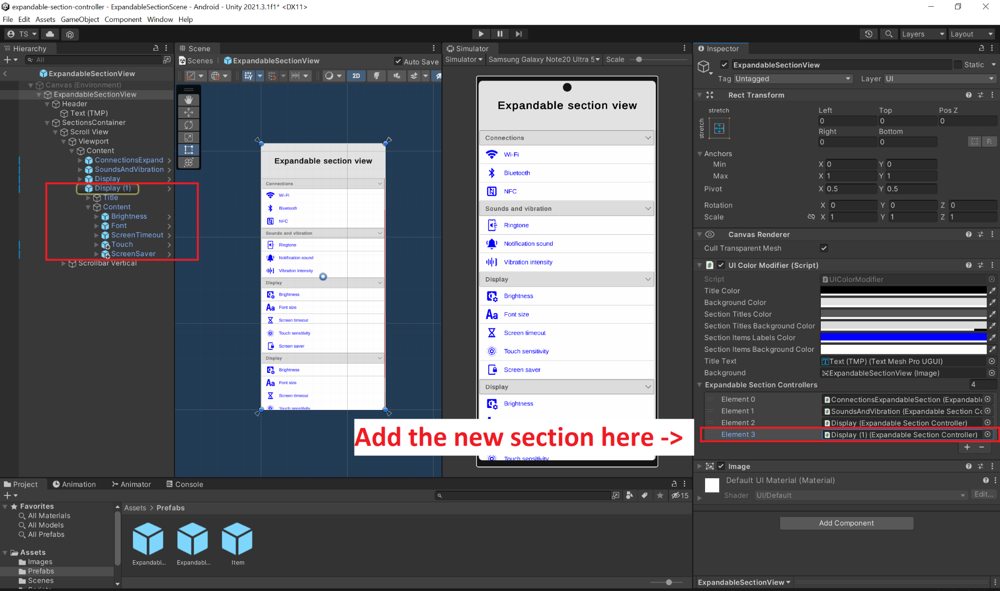 expandable-section-controller - ExpandableSectionScene - Android - Unity 2021.3.1f1* <DX11>
File Edit Assets GameObject Component Window Help
TS
Layers
Layout
Hierarchy
All
ExpandableSectionView
Canvas (Environment)
ExpandableSectionView
Header
Text (TMP)
SectionsContainer
Scroll View
Viewport
Content
ConnectionsExpand
SoundsAndVibration
Display
Display (1)
Title
Content
Brightness
Font
ScreenTimeout
Touch
ScreenSaver
Scrollbar Vertical
Scene
Scenes
ExpandableSectionView
Auto Save
2D
Expandable section view
Connections
Wi-Fi
Bluetooth
NFC
Sounds and vibration
Ringtone
Notification sound
Vibration intensity
Display
Brightness
Aa Font size
Screen timeout
Touch sensitivity
Screen saver
Display
Brightness
Aa Font size
Screen timeout
Touch sensitivity
Simulator
Simulator Samsung Galaxy Note20 Ultra 5 Scale
Expandable section view
Connections
Wi-Fi
Bluetooth
NFC
Sounds and vibration
Ringtone
Notification sound
Vibration intensity
Display
Brightness
Aa Font size
Screen timeout
Touch sensitivity
Screen saver
Display
Brightness
Touch sensitivity
Add the new section here ->
Inspector
ExpandableSectionView
Static
Tag Untagged
Layer UI
Rect Transform
stretch
stretch
Left Top Pos Z
0 0 0
Right Bottom
0 0
R
Anchors
Min X 0 Y 0
Max X 1 Y 1
Pivot X 0.5 Y 0.5
Rotation X 0 Y 0 Z 0
Scale X 1 Y 1 Z 1
Canvas Renderer
Cull Transparent Mesh
# UI Color Modifier (Script)
Script UIColorModifier
Title Color
Background Color
Section Titles Color
Section Titles Background Color
Section Items Labels Color
Section Items Background Color
Title Text Text (TMP) (Text Mesh Pro UGUI)
Background ExpandableSectionView (Image)
Expandable Section Controllers 4
Element 0 ConnectionsExpandableSection (Expandable
Element 1 SoundsAndVibration (Expandable Section Co
Element 2 Display (Expandable Section Controller)
Element 3 Display (1) (Expandable Section Controller)
+ −
Image
Default UI Material (Material)
Shader UI/Default Edit...
Add Component
ExpandableSectionView
Project Animation Animator Console
15
Favorites
All Materials
All Models
All Prefabs
Assets
Images
Prefabs
Scenes
Assets > Prefabs
Expandabl...
Expandabl...
Item